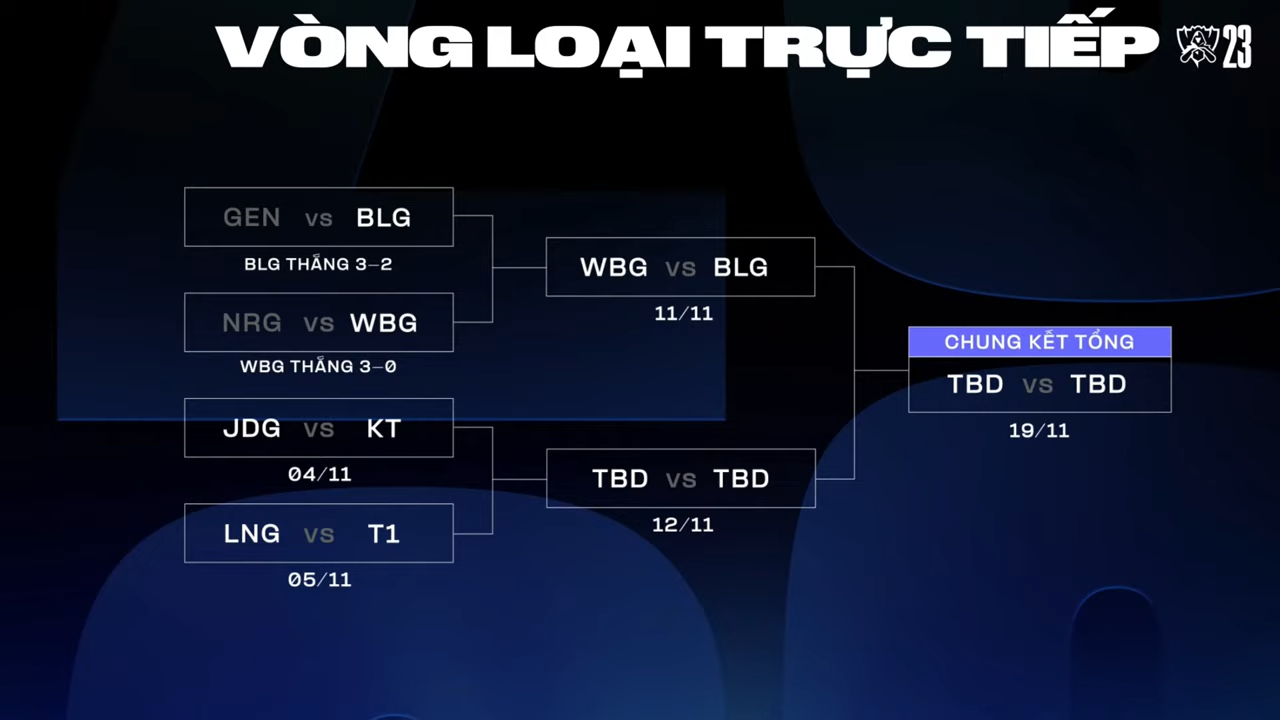 VÒNG LOẠI TRỰC TIẾP 23
GEN vs BLG
BLG THẮNG 3–2
NRG vs WBG
WBG THẮNG 3–0
JDG vs KT
04/11
LNG vs T1
05/11
WBG vs BLG
11/11
TBD vs TBD
12/11
CHUNG KẾT TỔNG
TBD vs TBD
19/11